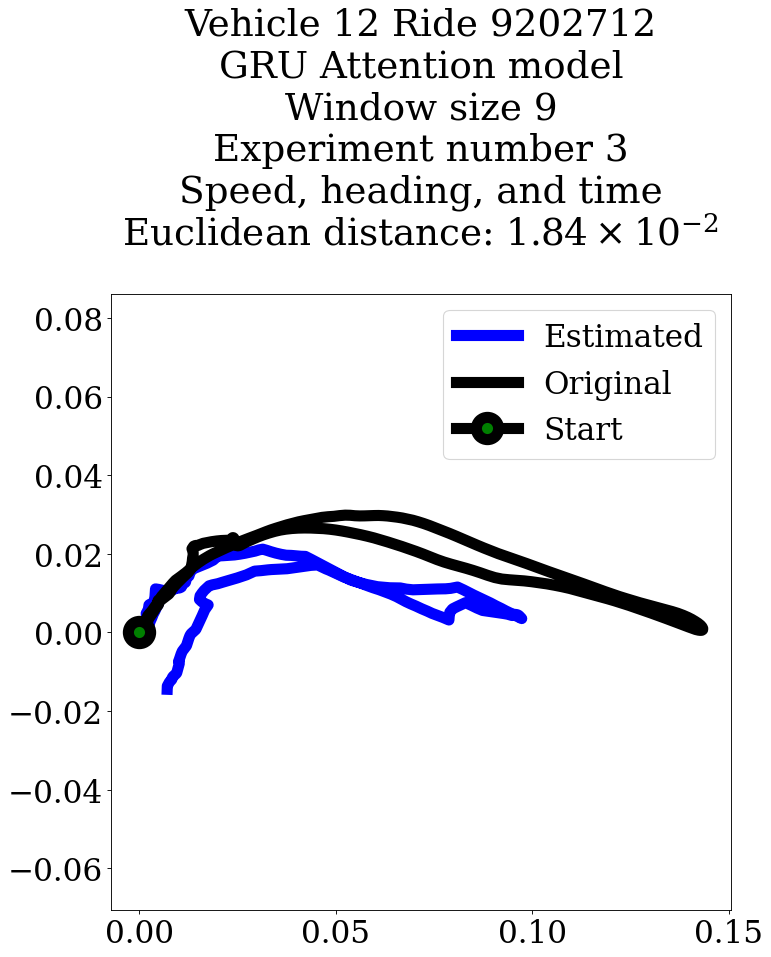 Vehicle 12 Ride 9202712
GRU Attention model
Window size 9
Experiment number 3
Speed, heading, and time
Euclidean distance: 1.84 × 10⁻²
0.08
Estimated
0.06
Original
Start
0.04
0.02
0.00
−0.02
−0.04
−0.06
0.00 0.05 0.10 0.15